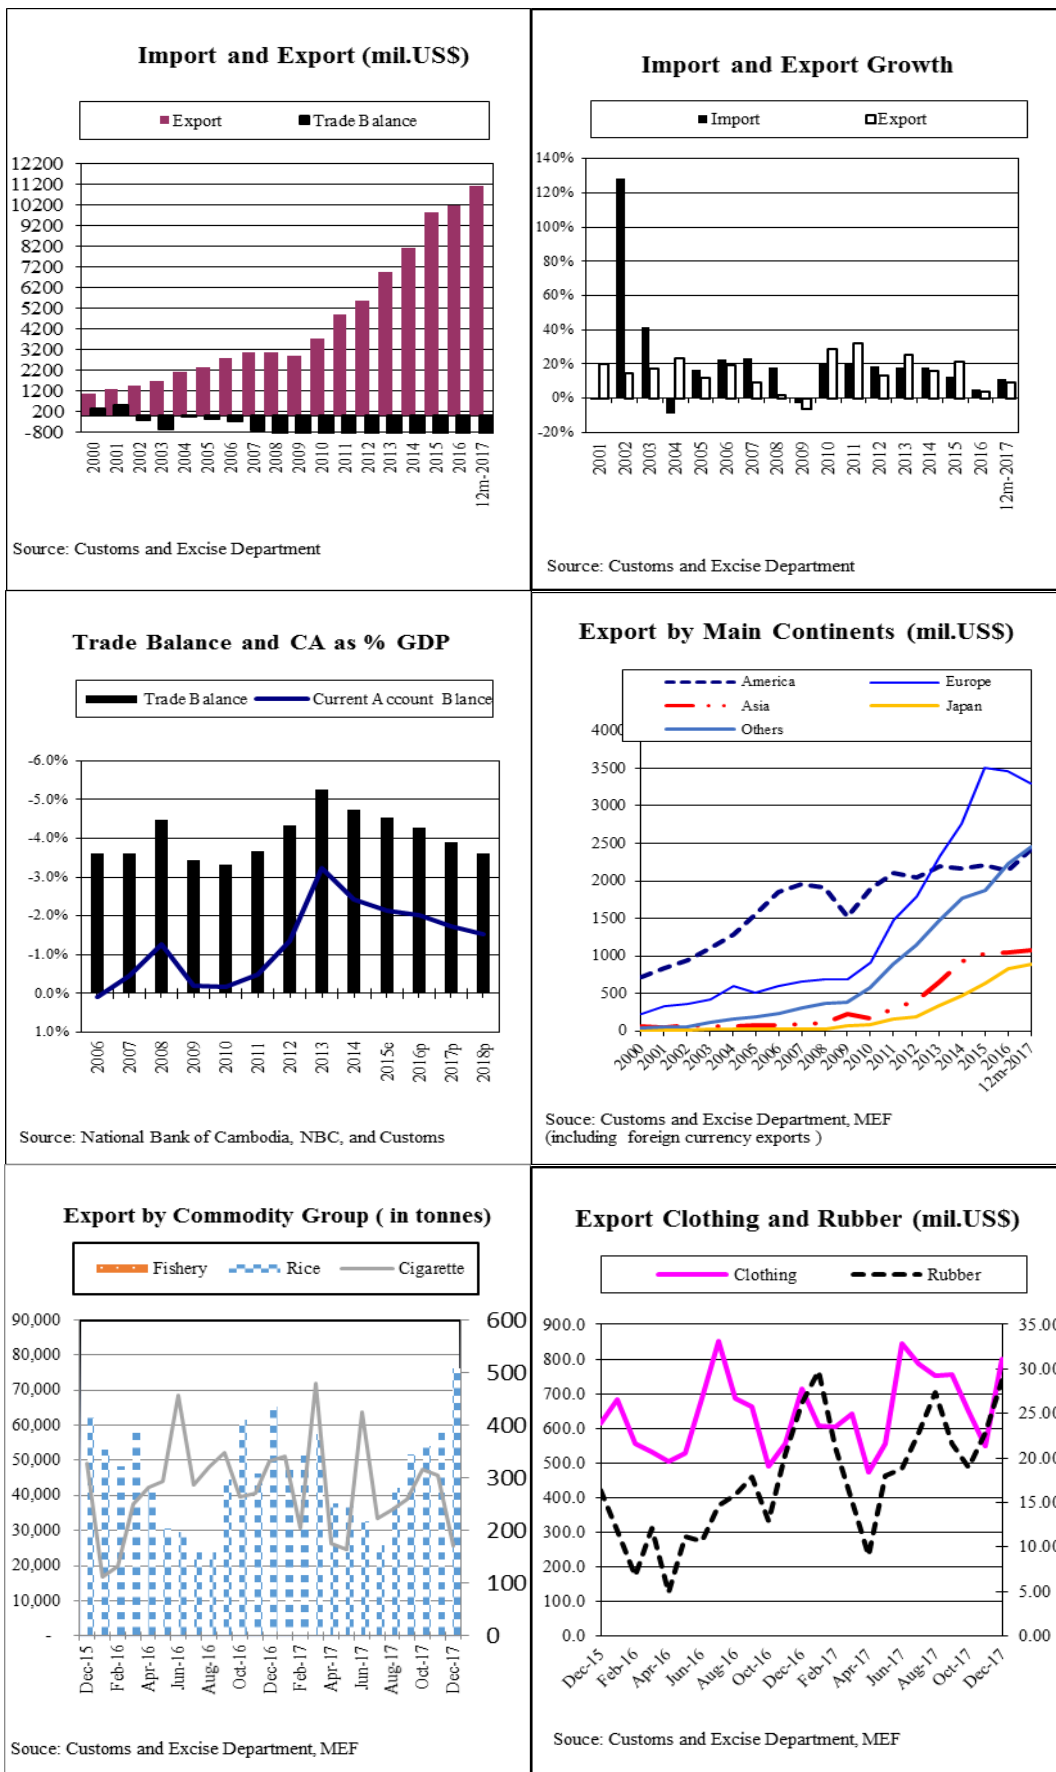 Import and Export (mil.US$)
Export Trade Balance
12200
11200
10200
9200
8200
7200
6200
5200
4200
3200
2200
1200
200
-800
2000 2001 2002 2003 2004 2005 2006 2007 2008 2009 2010 2011 2012 2013 2014 2015 2016 12m-2017
Source: Customs and Excise Department
Import and Export Growth
Import Export
140%
120%
100%
80%
60%
40%
20%
0%
-20%
2001 2002 2003 2004 2005 2006 2007 2008 2009 2010 2011 2012 2013 2014 2015 2016 12m-2017
Source: Customs and Excise Department
Trade Balance and CA as % GDP
Trade Balance Current Account Blance
-6.0%
-5.0%
-4.0%
-3.0%
-2.0%
-1.0%
0.0%
1.0%
2006 2007 2008 2009 2010 2011 2012 2013 2014 2015e 2016p 2017p 2018p
Source: National Bank of Cambodia, NBC, and Customs
Export by Main Continents (mil.US$)
America Europe
Asia Japan
Others
4000
3500
3000
2500
2000
1500
1000
500
0
2000 2001 2002 2003 2004 2005 2006 2007 2008 2009 2010 2011 2012 2013 2014 2015 2016 12m-2017
Souce: Customs and Excise Department, MEF
(including foreign currency exports )
Export by Commodity Group ( in tonnes)
Fishery Rice Cigarette
90,000 600
80,000
70,000 500
60,000 400
50,000
40,000 300
30,000 200
20,000
10,000 100
- 0
Dec-15 Feb-16 Apr-16 Jun-16 Aug-16 Oct-16 Dec-16 Feb-17 Apr-17 Jun-17 Aug-17 Oct-17 Dec-17
Souce: Customs and Excise Department, MEF
Export Clothing and Rubber (mil.US$)
Clothing Rubber
900.0 35.00
800.0 30.00
700.0 25.00
600.0
500.0 20.00
400.0 15.00
300.0 10.00
200.0
100.0 5.00
0.0 0.00
Dec-15 Feb-16 Apr-16 Jun-16 Aug-16 Oct-16 Dec-16 Feb-17 Apr-17 Jun-17 Aug-17 Oct-17 Dec-17
Souce: Customs and Excise Department, MEF